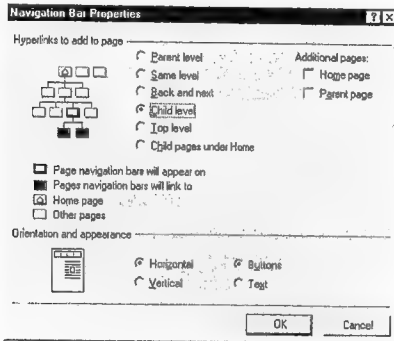 Navigation Bar Properties
Hyperlinks to add to page
Parent level
Additional pages:
Same level
Home page
Back and next
Parent page
Child level
Top level
Child pages under Home
Page navigation bars will appear on
Pages navigation bars will link to
Home page
Other pages
Orientation and appearance
Horizontal
Buttons
Vertical
Text
OK
Cancel